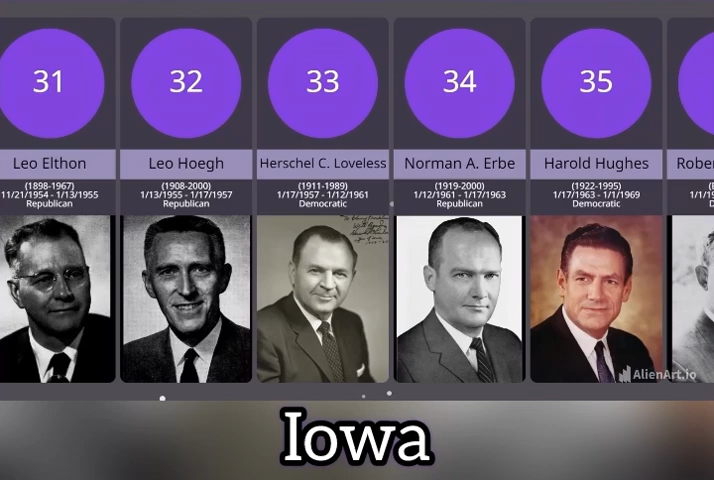 31
32
33
34
35
Leo Elthon
Leo Hoegh
Herschel C. Loveless
Norman A. Erbe
Harold Hughes
Rober
(1898-1967)
11/21/1954 - 1/13/1955
Republican
(1908-2000)
1/13/1955 - 1/17/1957
Republican
(1911-1989)
1/17/1957 - 1/12/1961
Democratic
(1919-2000)
1/12/1961 - 1/17/1963
Republican
(1922-1995)
1/17/1963 - 1/1/1969
Democratic
AlienArt.io
Iowa